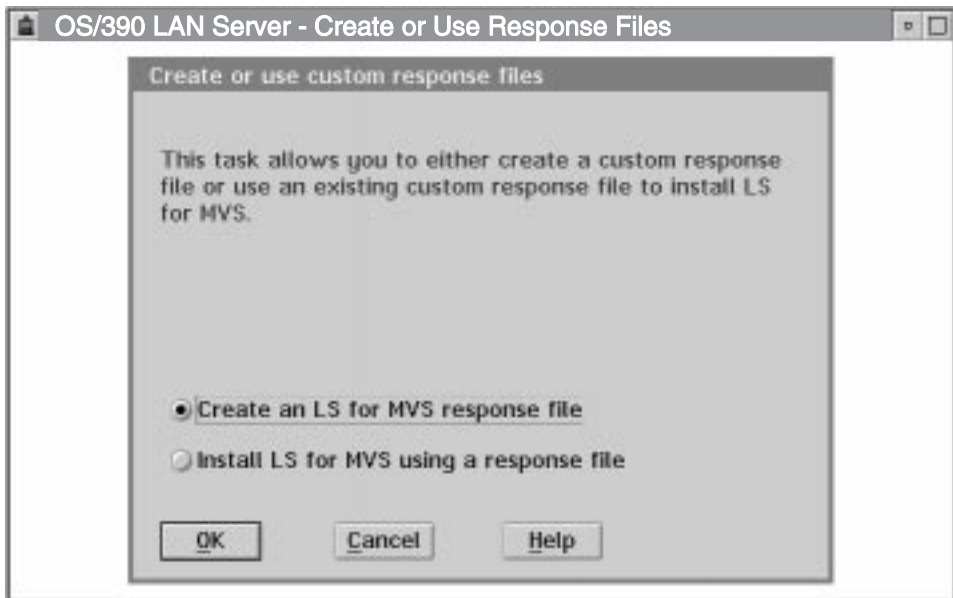 OS/390 LAN Server - Create or Use Response Files
Create or use custom response files
This task allows you to either create a custom response
file or use an existing custom response file to install LS
for MVS.
Create an LS for MVS response file
Install LS for MVS using a response file
OK Cancel Help